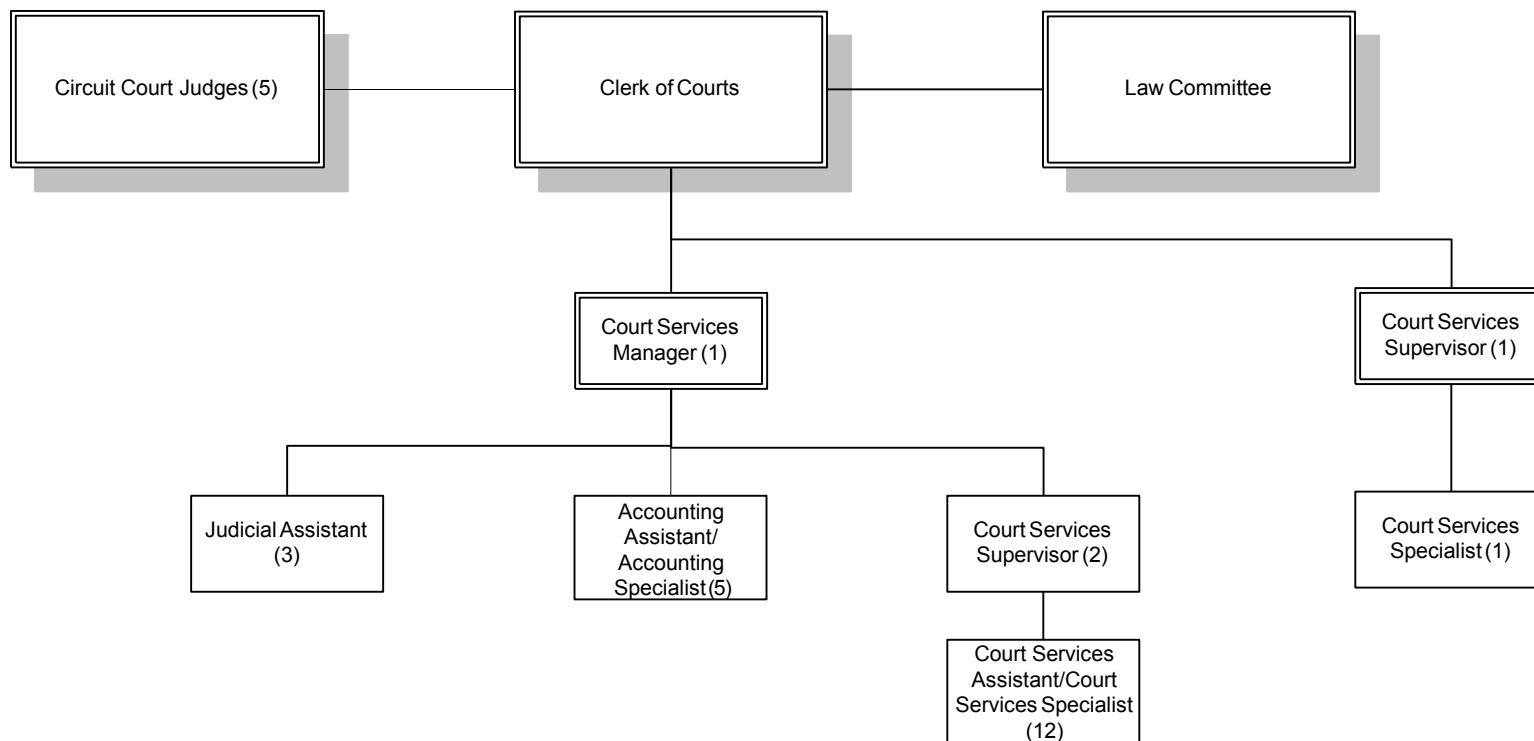 Circuit Court Judges (5)
Clerk of Courts
Law Committee
Court Services
Manager (1)
Court Services
Supervisor (1)
Judicial Assistant
(3)
Accounting
Assistant/
Accounting
Specialist (5)
Court Services
Supervisor (2)
Court Services
Specialist (1)
Court Services
Assistant/Court
Services Specialist
(12)